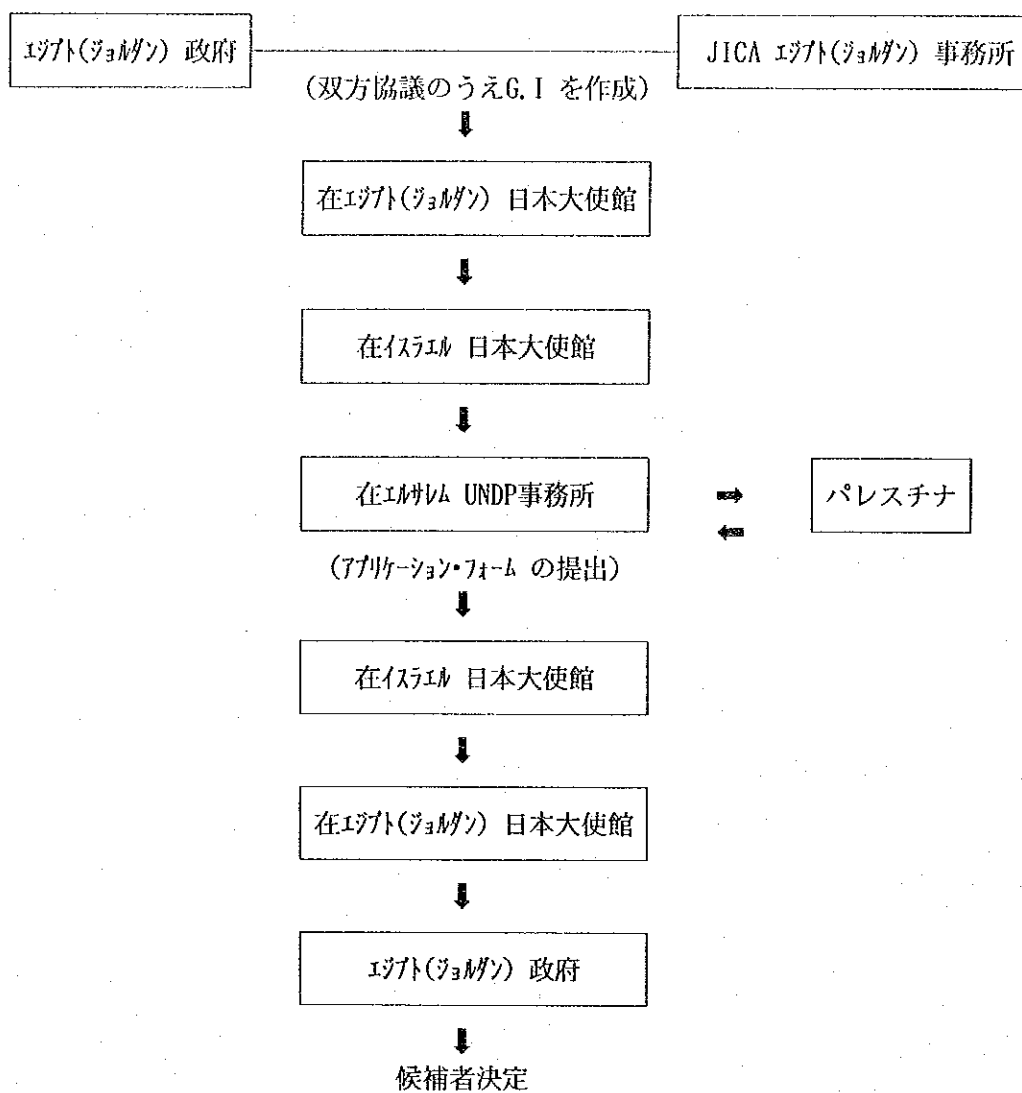 ｴｼﾞﾌﾟﾄ(ｼﾞｮﾙﾀﾞﾝ) 政府
JICA ｴｼﾞﾌﾟﾄ(ｼﾞｮﾙﾀﾞﾝ) 事務所
(双方協議のうえG.I を作成)
在ｴｼﾞﾌﾟﾄ(ｼﾞｮﾙﾀﾞﾝ) 日本大使館
在ｲｽﾗｴﾙ 日本大使館
在ｴﾙｻﾚﾑ UNDP事務所
パレスチナ
(ｱﾌﾟﾘｹｰｼｮﾝ･ﾌｫｰﾑ の提出)
在ｲｽﾗｴﾙ 日本大使館
在ｴｼﾞﾌﾟﾄ(ｼﾞｮﾙﾀﾞﾝ) 日本大使館
ｴｼﾞﾌﾟﾄ(ｼﾞｮﾙﾀﾞﾝ) 政府
候補者決定